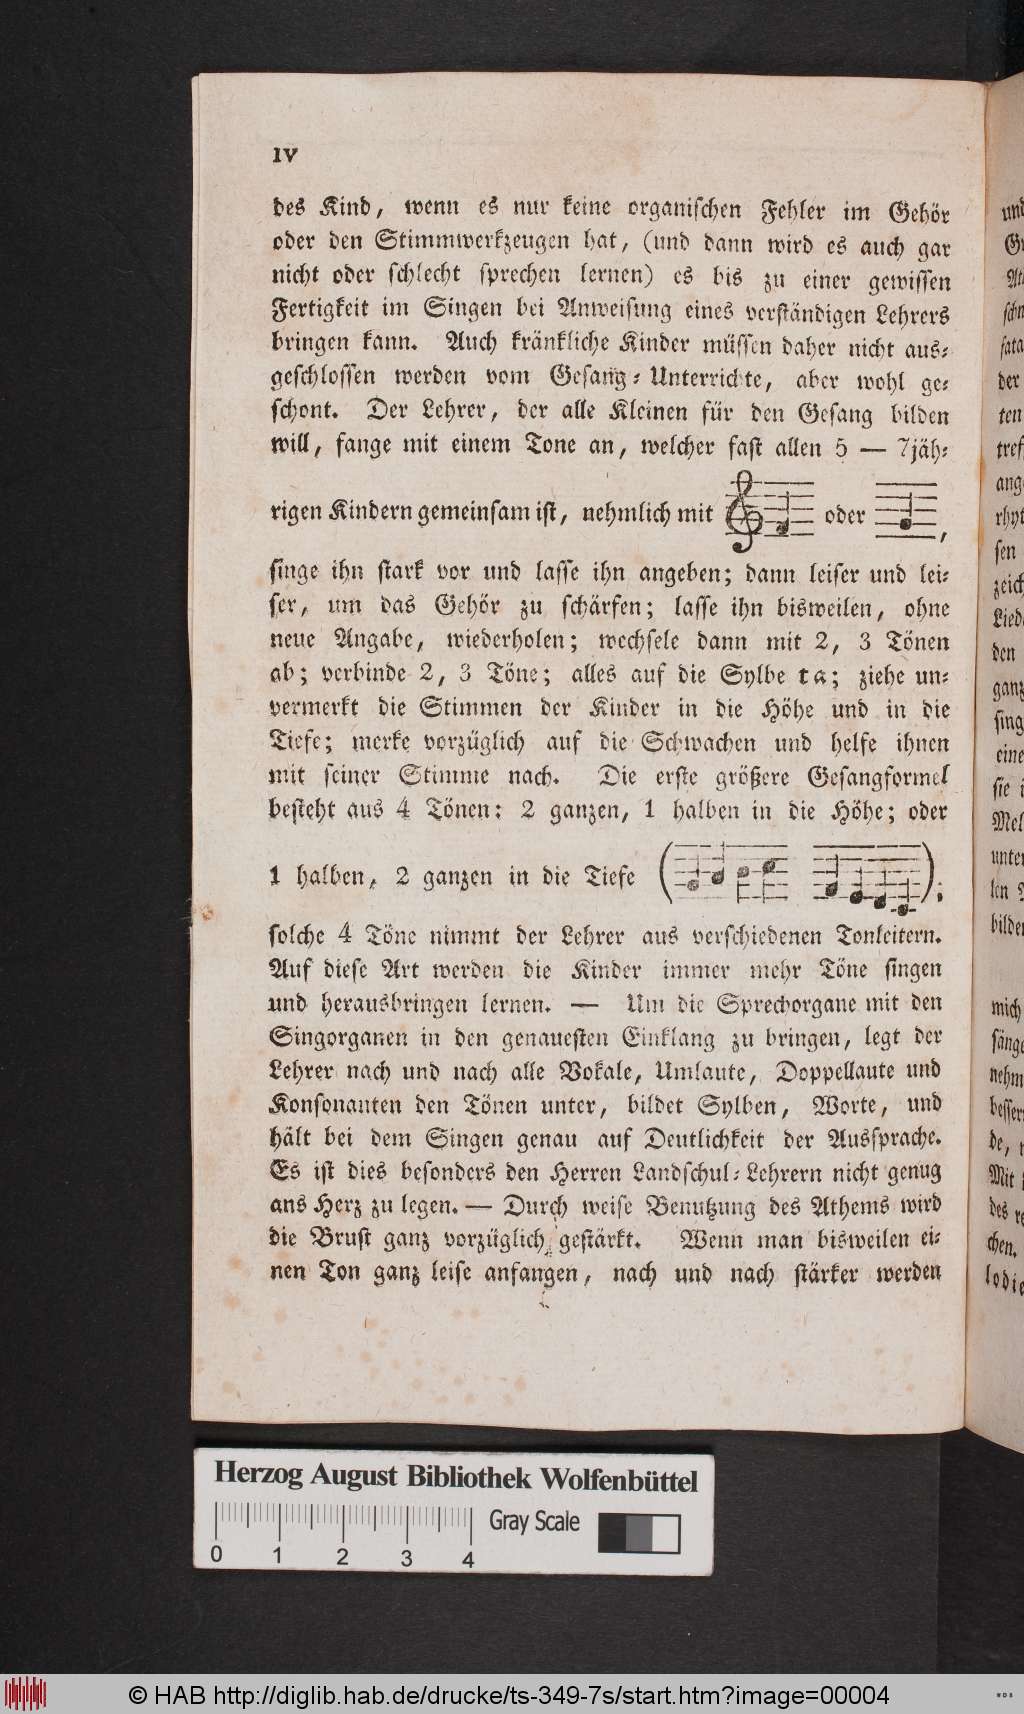 IV
des Kind, wenn es nur keine organischen Fehler im Gehör
oder den Stimmwerkzeugen hat, (und dann wird es auch gar
nicht oder schlecht sprechen lernen) es bis zu einer gewissen
Fertigkeit im Singen bei Anweisung eines verständigen Lehrers
bringen kann. Auch kränkliche Kinder müssen daher nicht aus-
geschlossen werden vom Gesang-Unterrichte, aber wohl ge-
schont. Der Lehrer, der alle Kleinen für den Gesang bilden
will, fange mit einem Tone an, welcher fast allen 5 — 7jäh-
rigen Kindern gemeinsam ist, nehmlich mit oder ,
singe ihn stark vor und lasse ihn angeben; dann leiser und lei-
ser, um das Gehör zu schärfen; lasse ihn bisweilen, ohne
neue Angabe, wiederholen; wechsele dann mit 2, 3 Tönen
ab; verbinde 2, 3 Töne; alles auf die Sylbe ta; ziehe un-
vermerkt die Stimmen der Kinder in die Höhe und in die
Tiefe; merke vorzüglich auf die Schwachen und helfe ihnen
mit seiner Stimme nach. Die erste größere Gesangformel
besteht aus 4 Tönen: 2 ganzen, 1 halben in die Höhe; oder
1 halben, 2 ganzen in die Tiefe ( );
solche 4 Töne nimmt der Lehrer aus verschiedenen Tonleitern.
Auf diese Art werden die Kinder immer mehr Töne singen
und herausbringen lernen. — Um die Sprechorgane mit den
Singorganen in den genauesten Einklang zu bringen, legt der
Lehrer nach und nach alle Vokale, Umlaute, Doppellaute und
Konsonanten den Tönen unter, bildet Sylben, Worte, und
hält bei dem Singen genau auf Deutlichkeit der Aussprache.
Es ist dies besonders den Herren Landschul-Lehrern nicht genug
ans Herz zu legen. — Durch weise Benutzung des Athems wird
die Brust ganz vorzüglich gestärkt. Wenn man bisweilen ei-
nen Ton ganz leise anfangen, nach und nach stärker werden
Herzog August Bibliothek Wolfenbüttel
Gray Scale
0 1 2 3 4
© HAB http://diglib.hab.de/drucke/ts-349-7s/start.htm?image=00004